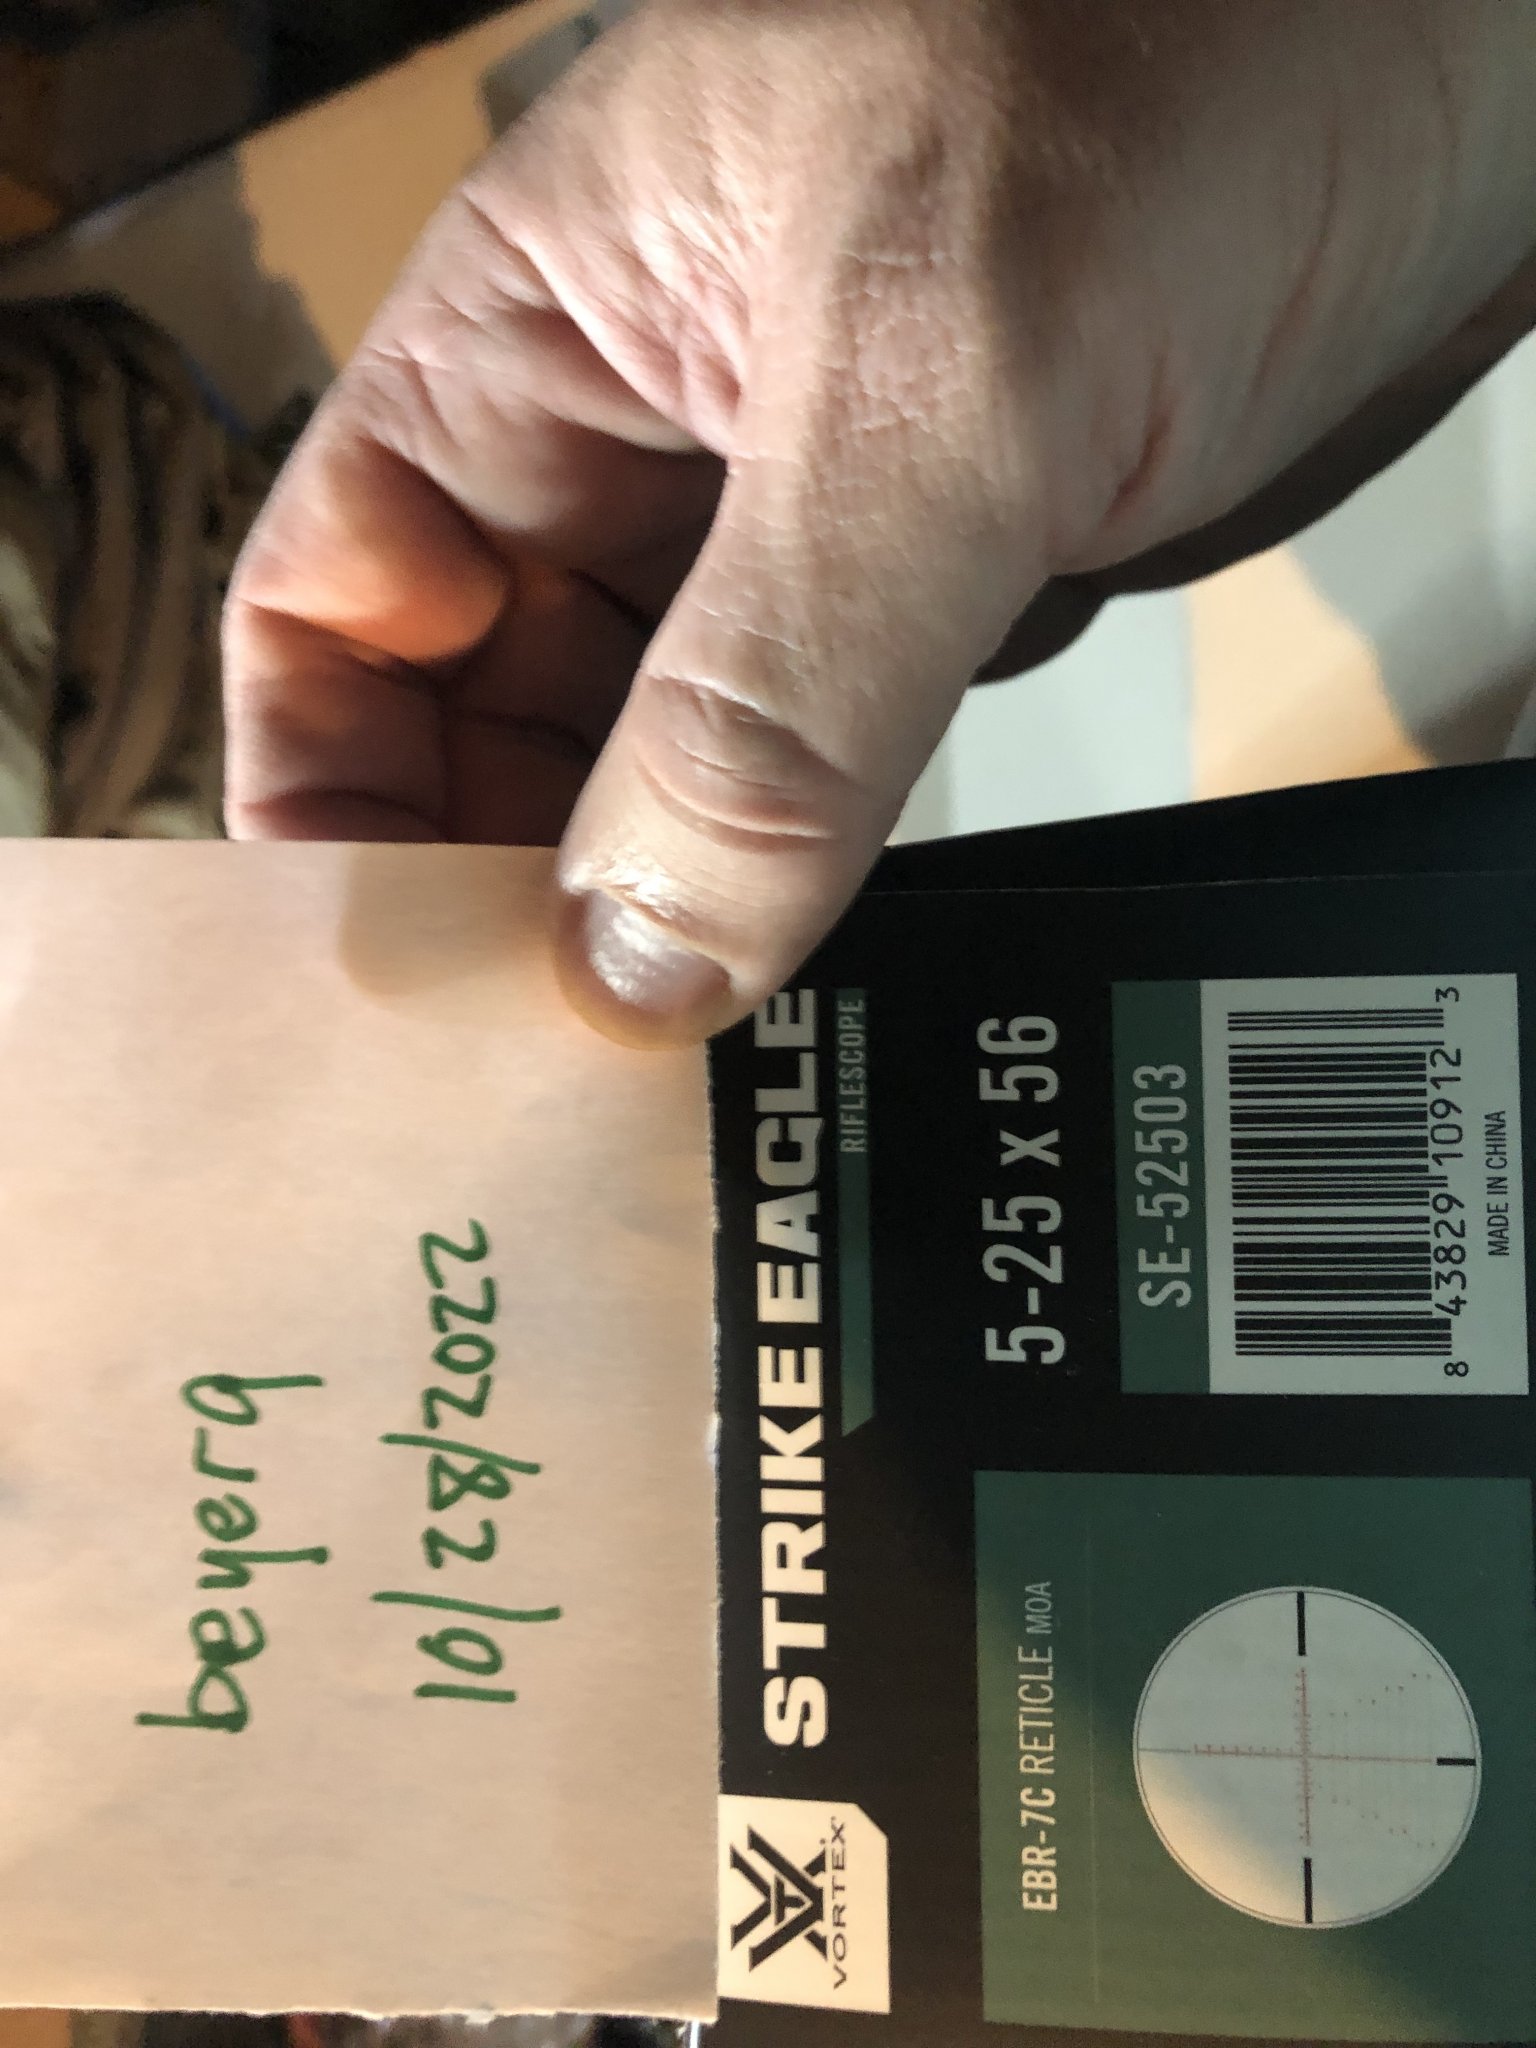 beyerq
10/28/2022
VORTEX
STRIKE EAGLE
RIFLESCOPE
5-25 x 56
EBR-7C RETICLE MOA
SE-52503
8 43829 10912 3
MADE IN CHINA